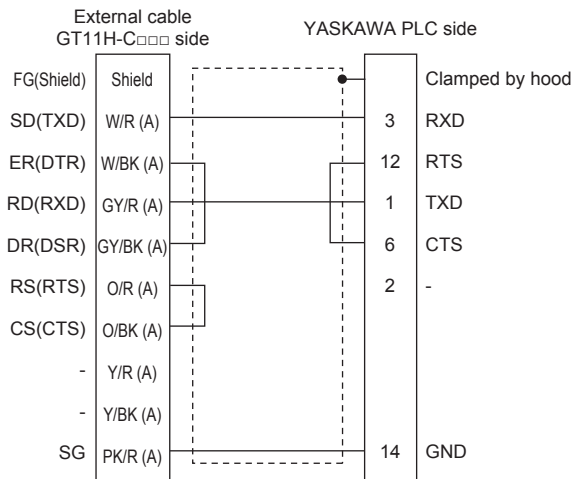 External cable
GT11H-C□□□ side
YASKAWA PLC side
FG(Shield) Shield Clamped by hood
SD(TXD) W/R (A) 3 RXD
ER(DTR) W/BK (A) 12 RTS
RD(RXD) GY/R (A) 1 TXD
DR(DSR) GY/BK (A) 6 CTS
RS(RTS) O/R (A) 2 -
CS(CTS) O/BK (A)
- Y/R (A)
- Y/BK (A)
SG PK/R (A) 14 GND